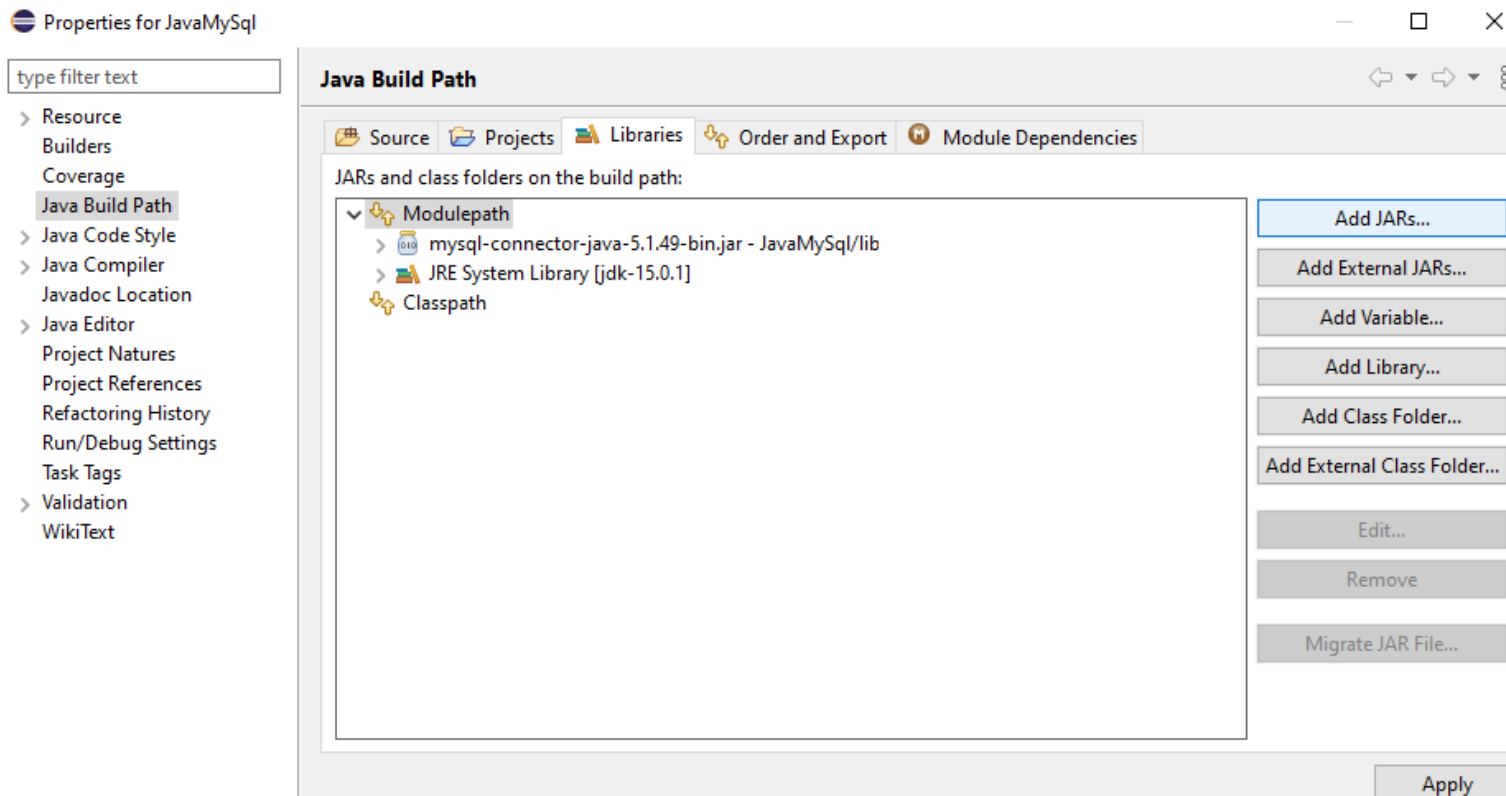 Properties for JavaMySql
type filter text
Resource
Builders
Coverage
Java Build Path
Java Code Style
Java Compiler
Javadoc Location
Java Editor
Project Natures
Project References
Refactoring History
Run/Debug Settings
Task Tags
Validation
WikiText
Java Build Path
Source Projects Libraries Order and Export Module Dependencies
JARs and class folders on the build path:
Modulepath
mysql-connector-java-5.1.49-bin.jar - JavaMySql/lib
JRE System Library [jdk-15.0.1]
Classpath
Add JARs...
Add External JARs...
Add Variable...
Add Library...
Add Class Folder...
Add External Class Folder...
Edit...
Remove
Migrate JAR File...
Apply